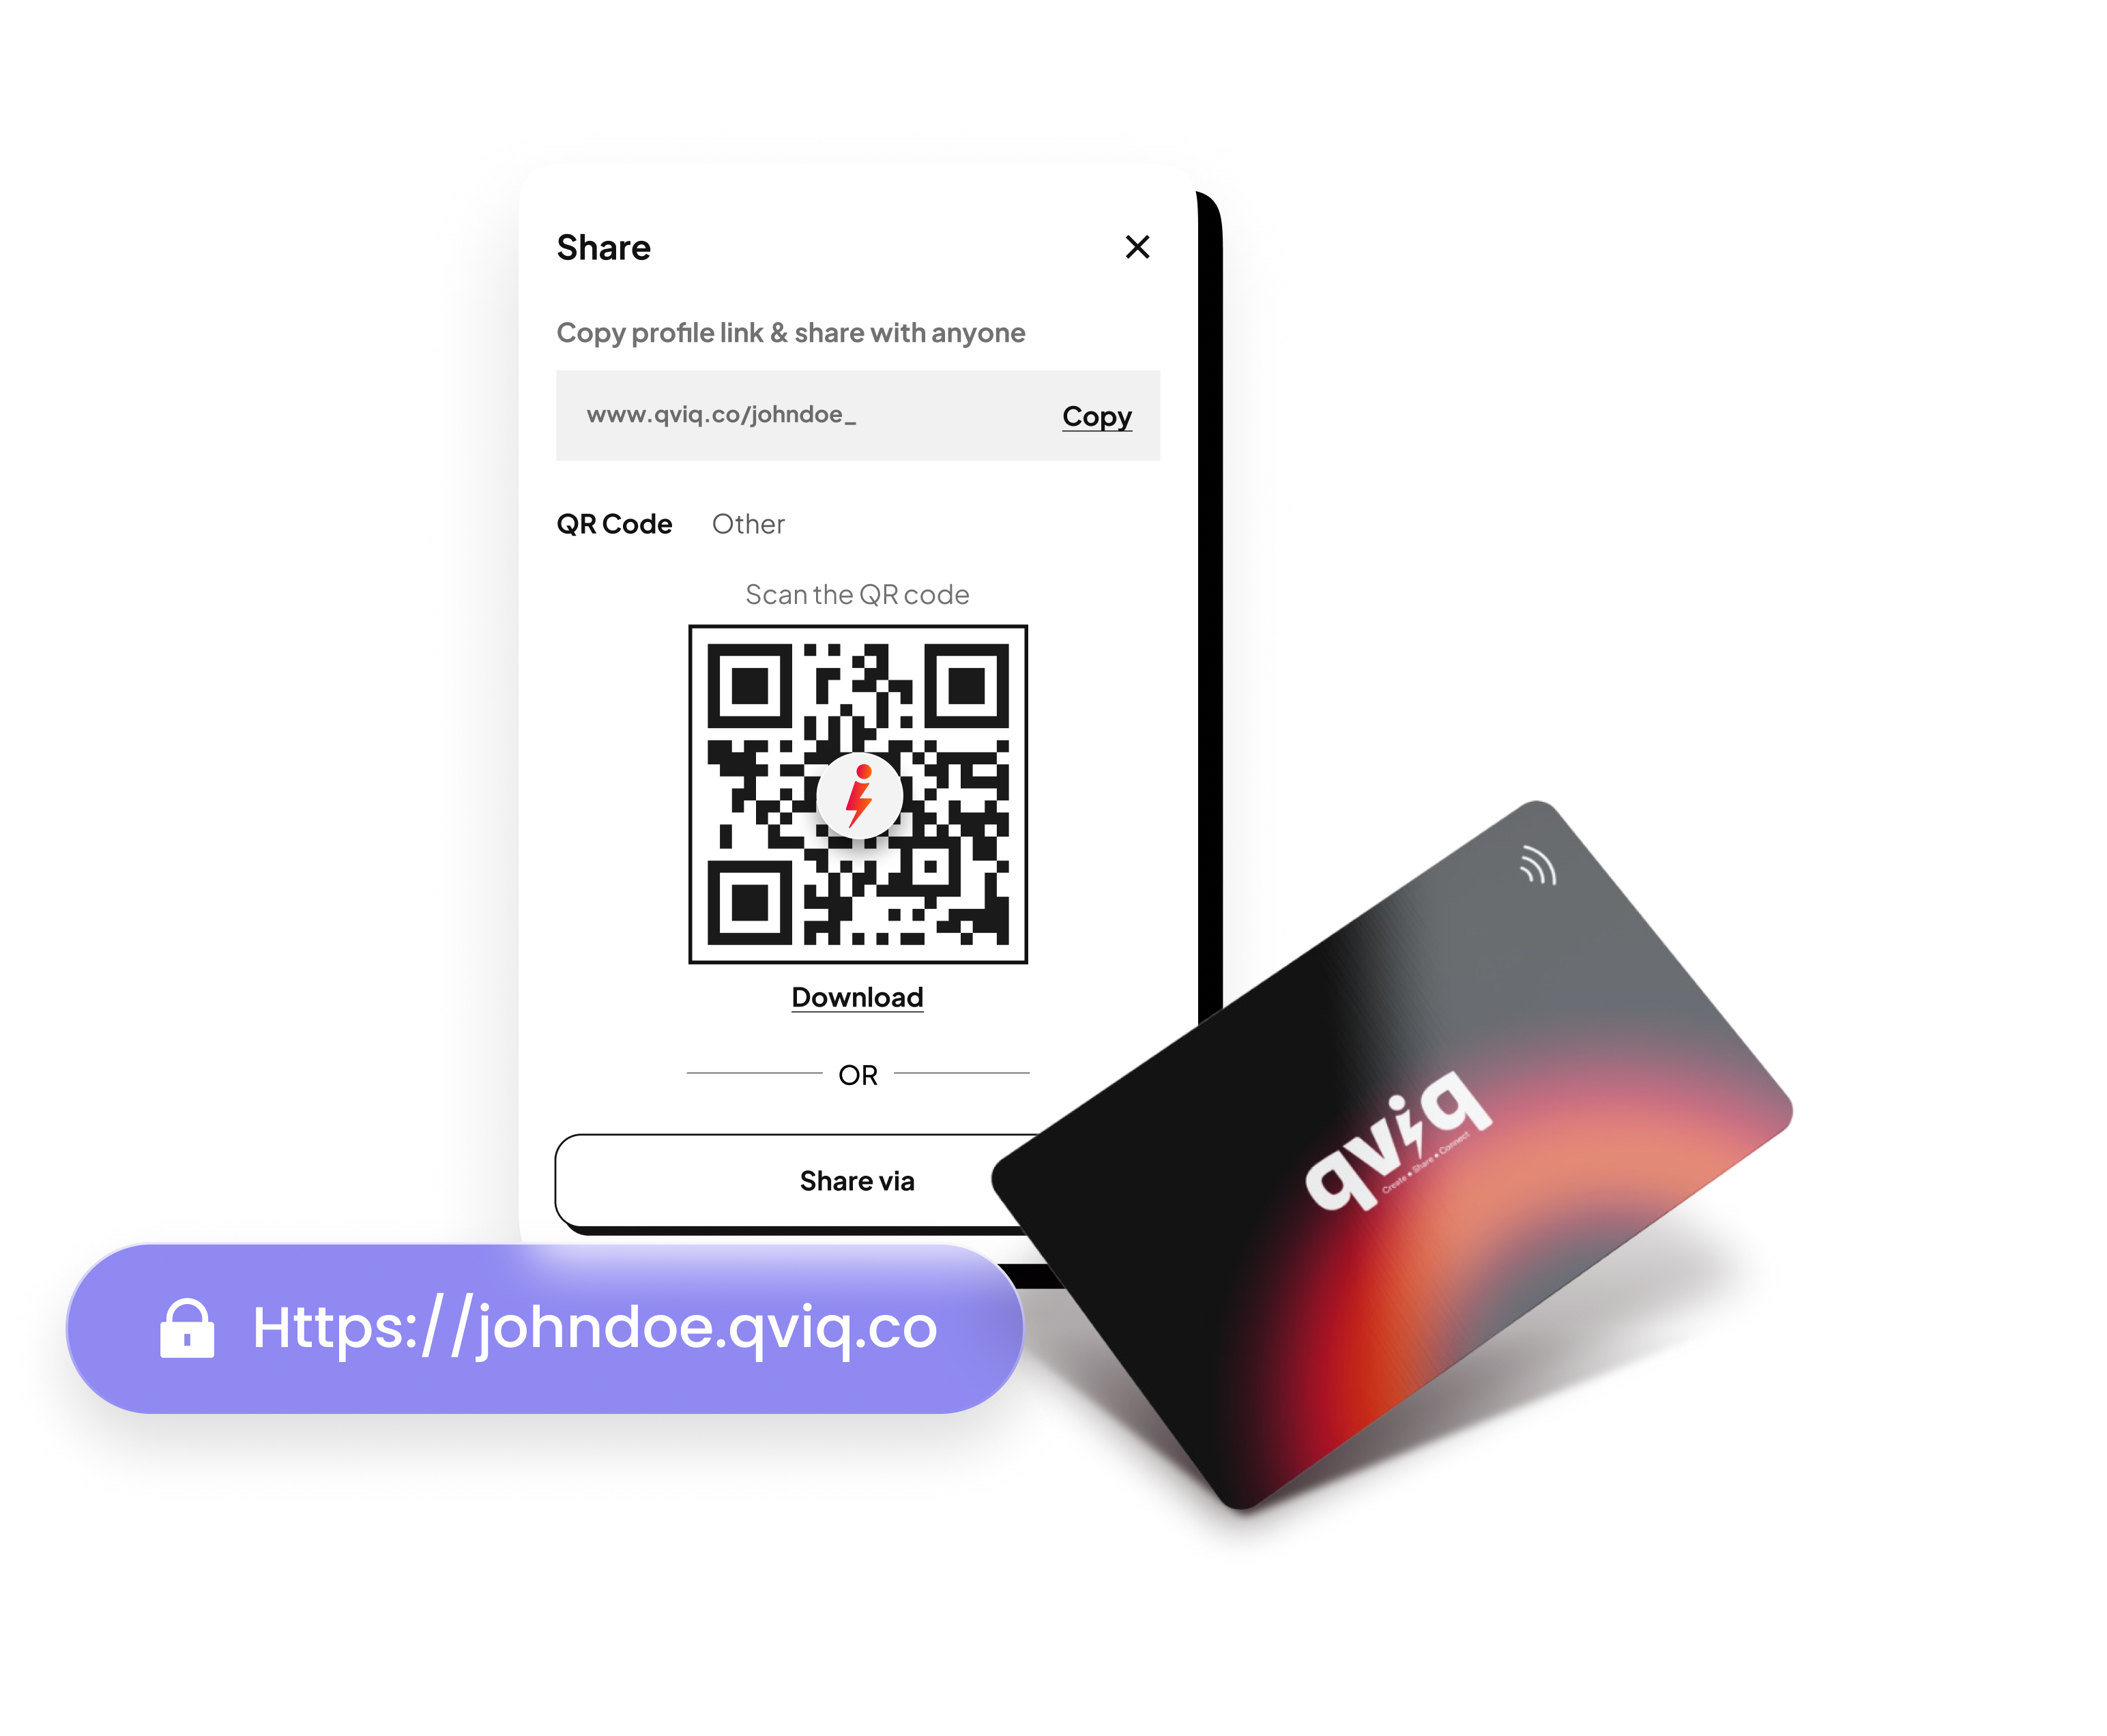 Share
Copy profile link & share with anyone
www.qviq.co/johndoe_
Copy
QR Code
Other
Scan the QR code
Download
OR
Share via
Https://johndoe.qviq.co
qviq
Create • Share • Connect